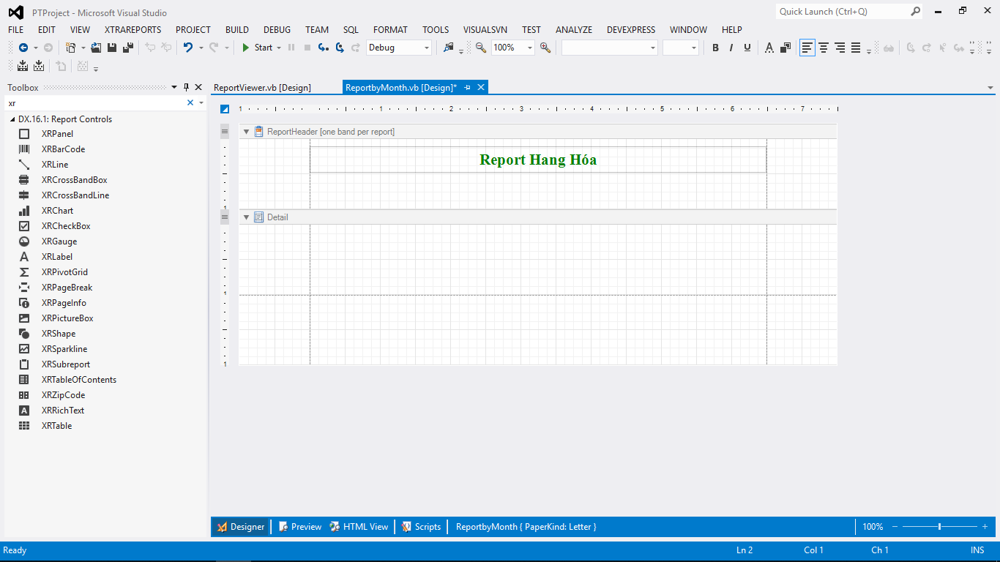 PTProject - Microsoft Visual Studio
Quick Launch (Ctrl+Q)
FILE EDIT VIEW XTRAREPORTS PROJECT BUILD DEBUG TEAM SQL FORMAT TOOLS VISUALSVN TEST ANALYZE DEVEXPRESS WINDOW HELP
Start Debug 100% B I U A
Toolbox
ReportViewer.vb [Design] ReportbyMonth.vb [Design]*
xr
1 1 2 3 4 5 6 7
DX.16.1: Report Controls
XRPanel
XRBarCode
XRLine
XRCrossBandBox
XRCrossBandLine
XRChart
XRCheckBox
XRGauge
XRLabel
XRPivotGrid
XRPageBreak
XRPageInfo
XRPictureBox
XRShape
XRSparkline
XRSubreport
XRTableOfContents
XRZipCode
XRRichText
XRTable
ReportHeader [one band per report]
Report Hang Hóa
1
Detail
1
1
Designer Preview HTML View Scripts ReportbyMonth { PaperKind: Letter } 100%
Ready Ln 2 Col 1 Ch 1 INS